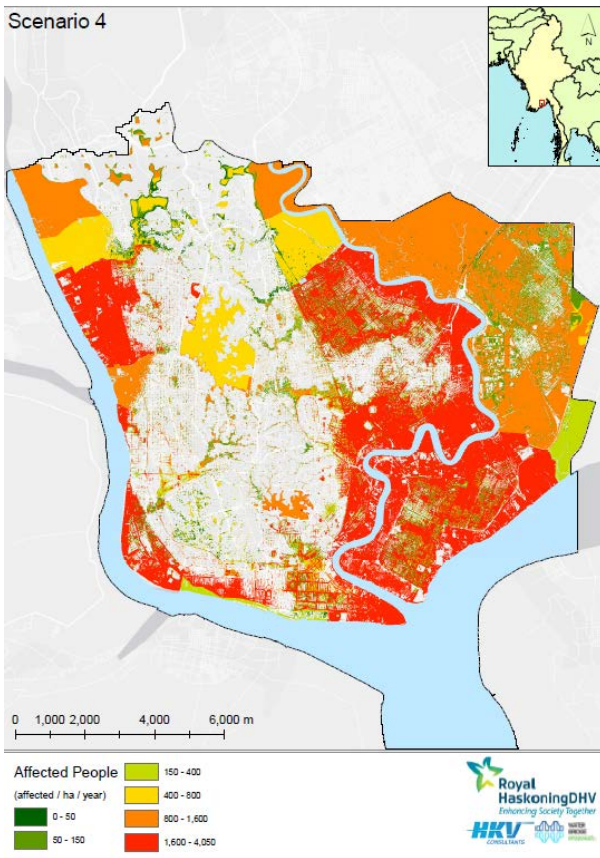 Scenario 4
N
0 1,000 2,000 4,000 6,000 m
Affected People
(affected / ha / year)
0 - 50
50 - 150
150 - 400
400 - 800
800 - 1,600
1,600 - 4,050
Royal
HaskoningDHV
Enhancing Society Together
HKV
CONSULTANTS
WATER